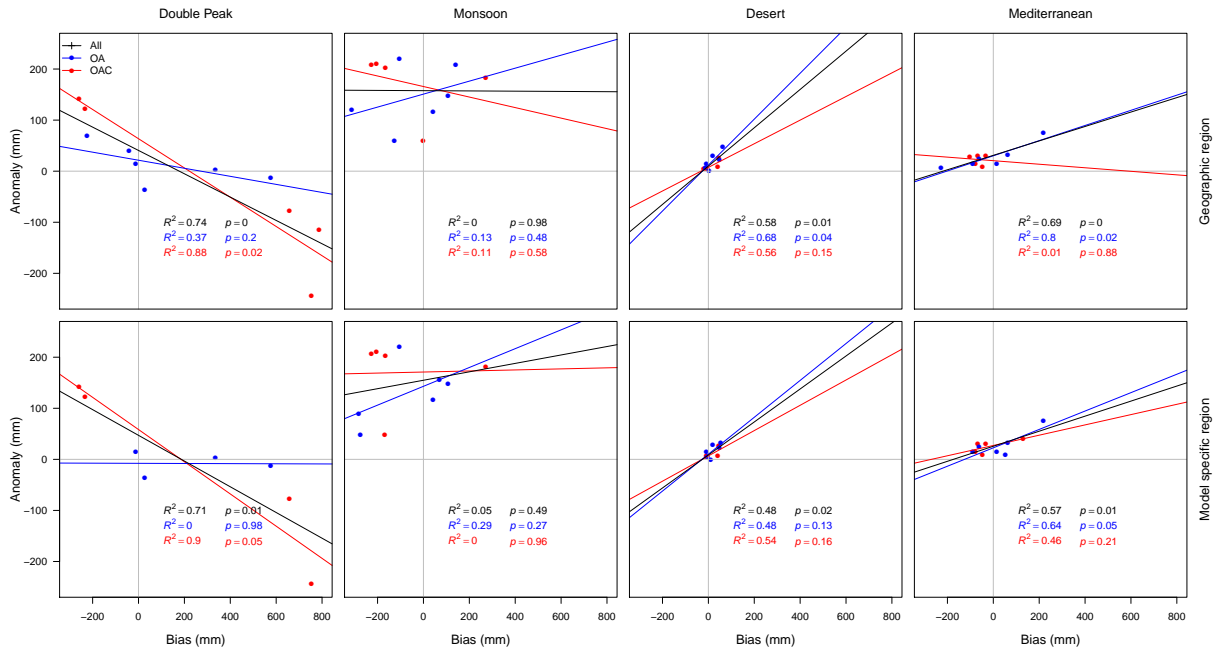 Double Peak
Monsoon
Desert
Mediterranean
All
OA
OAC
Anomaly (mm)
200
100
0
−100
−200
R² = 0.74 p = 0
R² = 0.37 p = 0.2
R² = 0.88 p = 0.02
R² = 0 p = 0.98
R² = 0.13 p = 0.48
R² = 0.11 p = 0.58
R² = 0.58 p = 0.01
R² = 0.68 p = 0.04
R² = 0.56 p = 0.15
R² = 0.69 p = 0
R² = 0.8 p = 0.02
R² = 0.01 p = 0.88
Geographic region
Anomaly (mm)
200
100
0
−100
−200
R² = 0.71 p = 0.01
R² = 0 p = 0.98
R² = 0.9 p = 0.05
R² = 0.05 p = 0.49
R² = 0.29 p = 0.27
R² = 0 p = 0.96
R² = 0.48 p = 0.02
R² = 0.48 p = 0.13
R² = 0.54 p = 0.16
R² = 0.57 p = 0.01
R² = 0.64 p = 0.05
R² = 0.46 p = 0.21
Model specific region
−200 0 200 400 600 800
−200 0 200 400 600 800
−200 0 200 400 600 800
−200 0 200 400 600 800
Bias (mm)
Bias (mm)
Bias (mm)
Bias (mm)